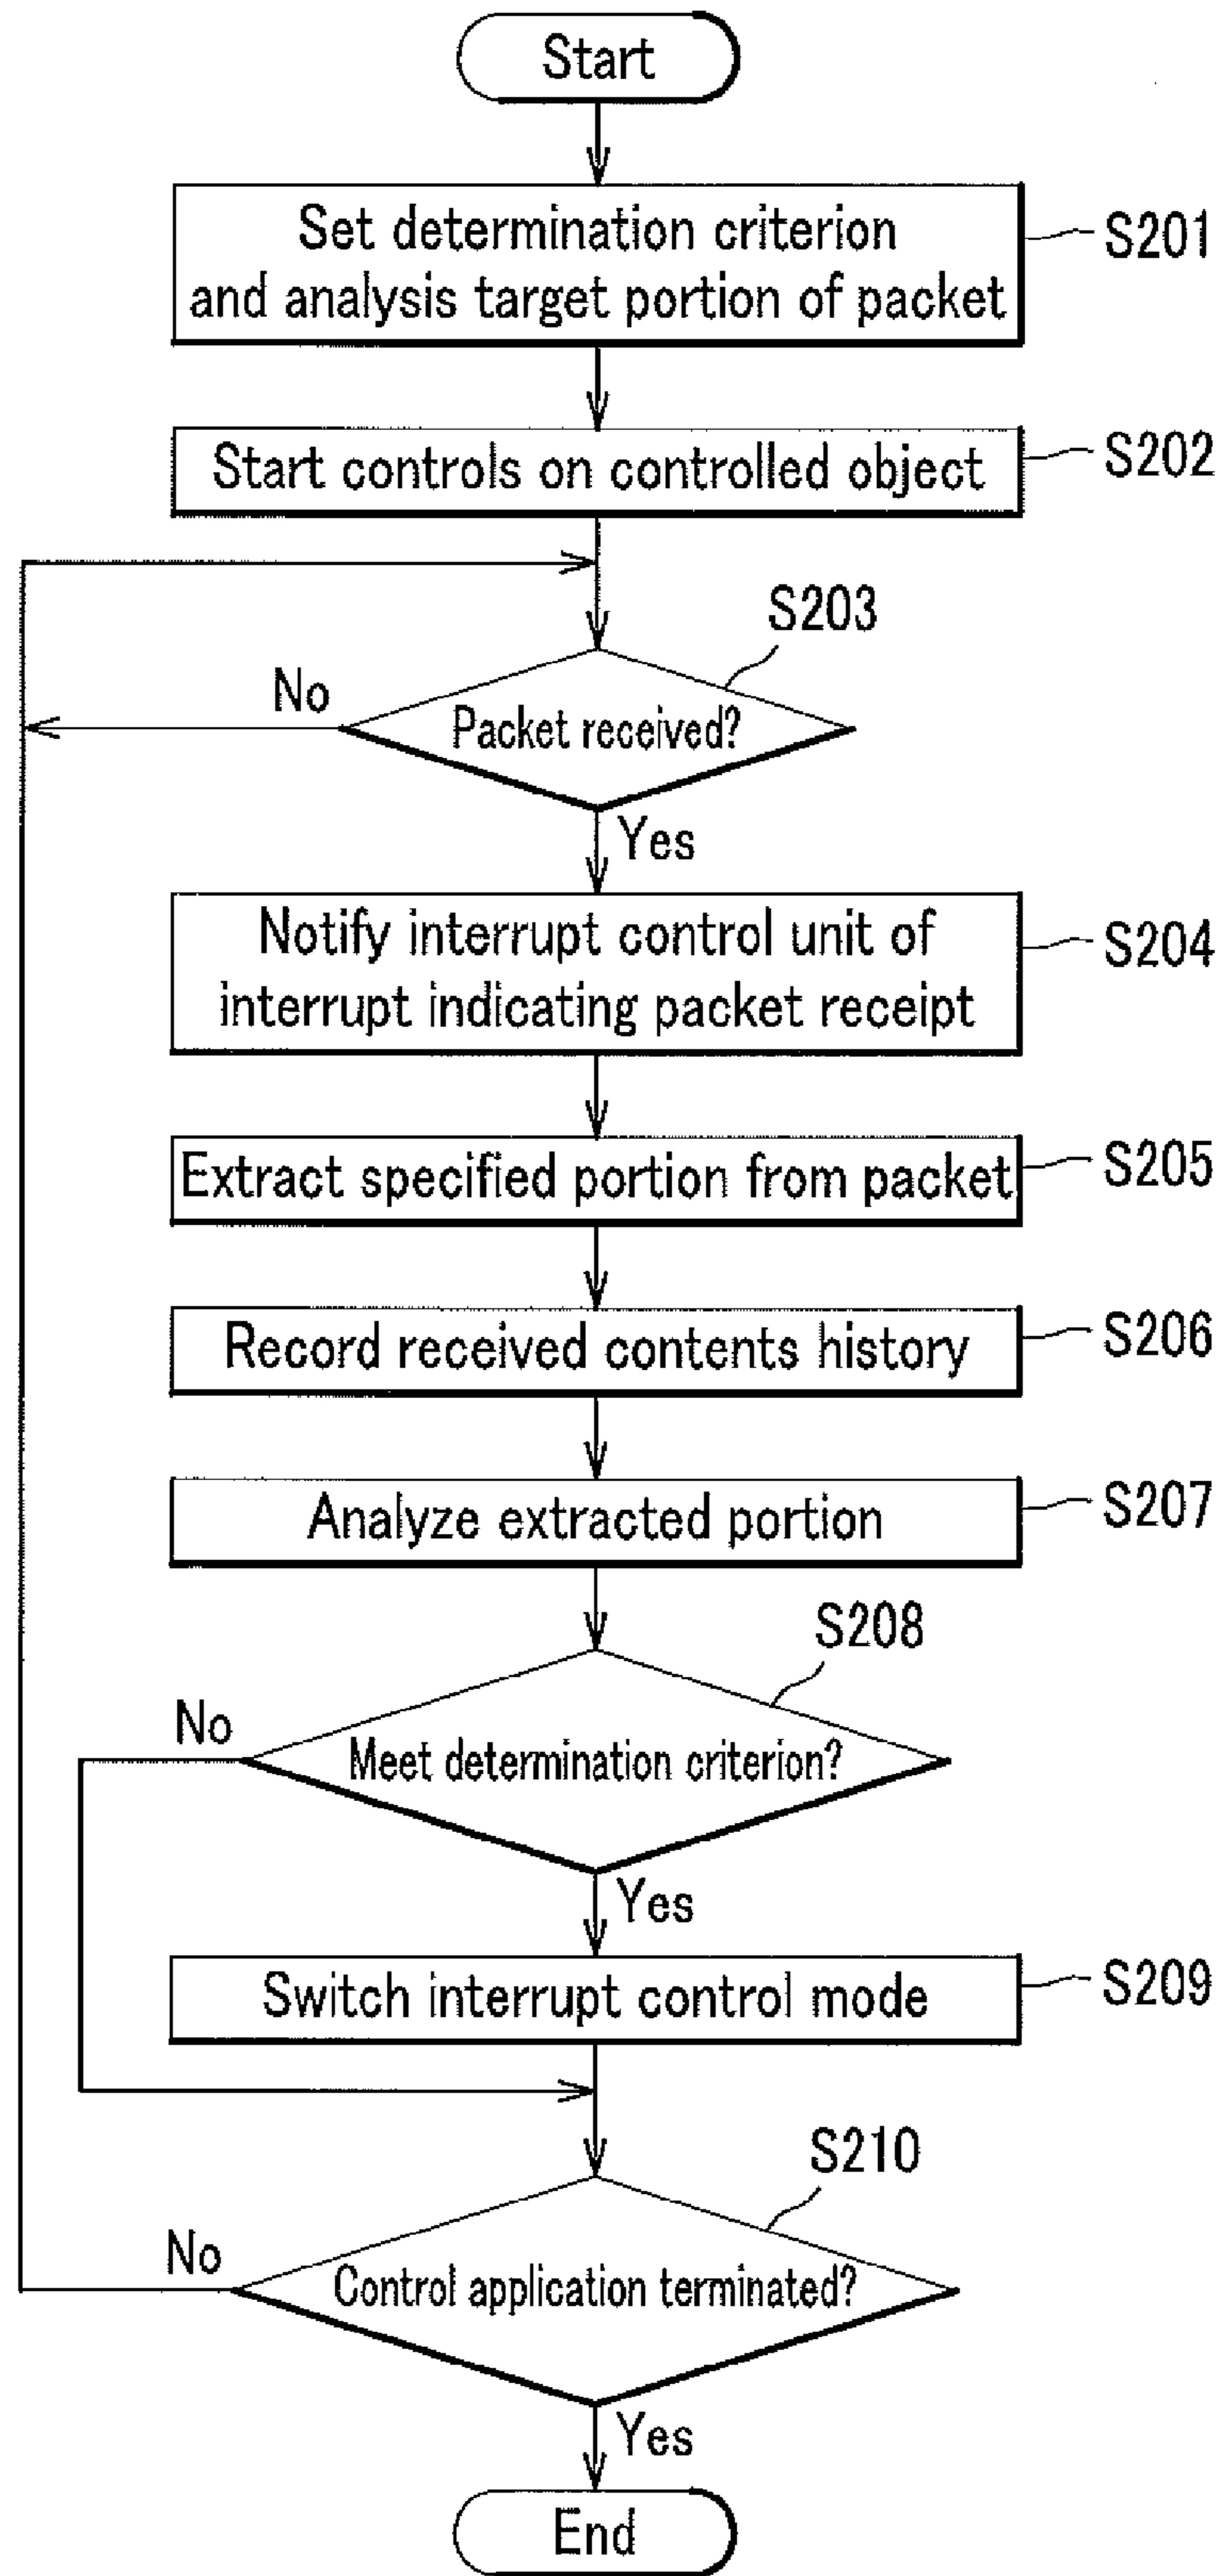 Start
Set determination criterion
and analysis target portion of packet
S201
Start controls on controlled object
S202
S203
No
Packet received?
Yes
Notify interrupt control unit of
interrupt indicating packet receipt
S204
Extract specified portion from packet
S205
Record received contents history
S206
Analyze extracted portion
S207
S208
No
Meet determination criterion?
Yes
Switch interrupt control mode
S209
S210
No
Control application terminated?
Yes
End